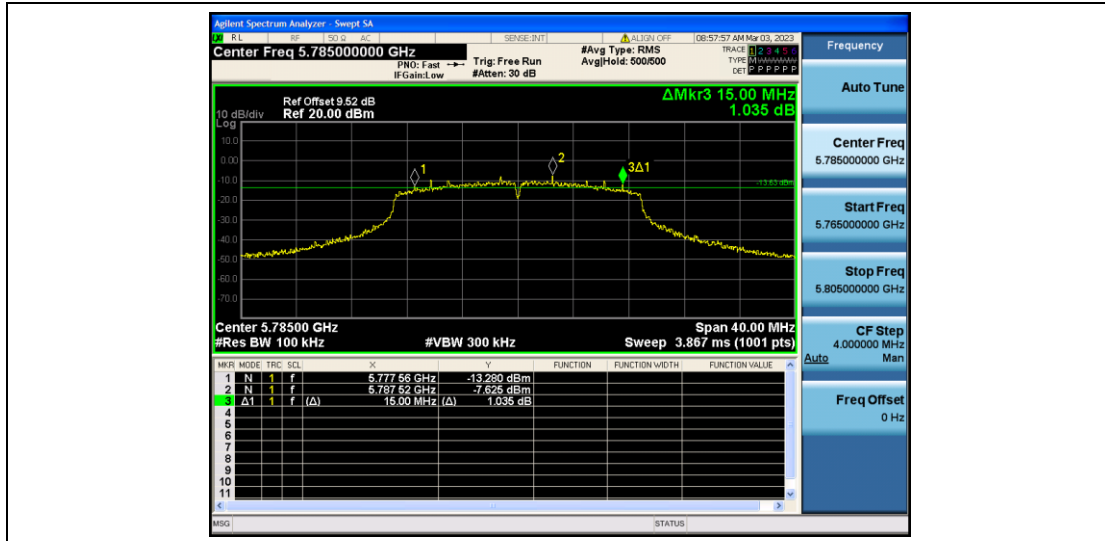 Agilent Spectrum Analyzer - Swept SA
RL RF 50 Ω AC SENSE:INT ALIGN OFF 08:57:57 AM Mar 03, 2023
Center Freq 5.785000000 GHz
PNO: Fast
IFGain:Low
Trig: Free Run
#Atten: 30 dB
#Avg Type: RMS
Avg|Hold: 500/500
TRACE 1 2 3 4 5 6
TYPE M
DET P P P P P P
Ref Offset 9.52 dB
Ref 20.00 dBm
10 dB/div
Log
ΔMkr3 15.00 MHz
1.035 dB
10.0
0.00
-10.0
-20.0
-30.0
-40.0
-50.0
-60.0
-70.0
1
2
3Δ1
-13.63 dBm
Center 5.78500 GHz Span 40.00 MHz
#Res BW 100 kHz #VBW 300 kHz Sweep 3.867 ms (1001 pts)
MKR MODE TRC SCL X Y FUNCTION FUNCTION WIDTH FUNCTION VALUE
1 N 1 f 5.777 56 GHz -13.280 dBm
2 N 1 f 5.787 52 GHz -7.625 dBm
3 Δ1 1 f (Δ) 15.00 MHz (Δ) 1.035 dB
4
5
6
7
8
9
10
11
MSG STATUS
Frequency
Auto Tune
Center Freq
5.785000000 GHz
Start Freq
5.765000000 GHz
Stop Freq
5.805000000 GHz
CF Step
4.000000 MHz
Auto Man
Freq Offset
0 Hz